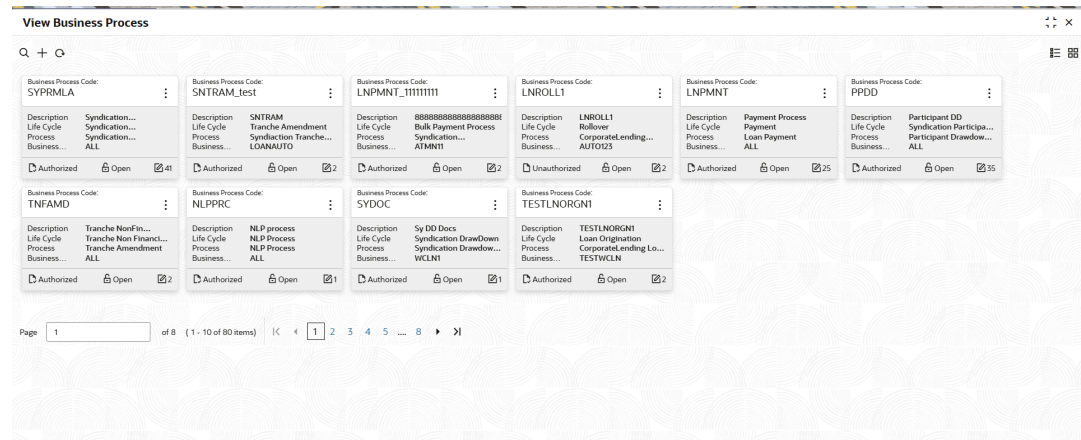 View Business Process
Business Process Code:
SYPRMLA
Description Syndication...
Life Cycle Syndication...
Process Syndication...
Business... ALL
Authorized Open 41
Business Process Code:
SNTRAM_test
Description SNTRAM
Life Cycle Tranche Amendment
Process Syndiaction Tranche...
Business... LOANAUTO
Authorized Open 2
Business Process Code:
LNPMNT_111111111
Description 8888888888888888888
Life Cycle Bulk Payment Process
Process Syndication...
Business... ATMN11
Authorized Open 2
Business Process Code:
LNROLL1
Description LNROLL1
Life Cycle Rollover
Process CorporateLending...
Business... AUTO123
Unauthorized Open 2
Business Process Code:
LNPMNT
Description Payment Process
Life Cycle Payment
Process Loan Payment
Business... ALL
Authorized Open 25
Business Process Code:
PPDD
Description Participant DD
Life Cycle Syndication Participa...
Process Participant Drawdow...
Business... ALL
Authorized Open 35
Business Process Code:
TNFAMD
Description Tranche NonFin...
Life Cycle Tranche Non Financi...
Process Tranche Amendment
Business... ALL
Authorized Open 2
Business Process Code:
NLPPRC
Description NLP process
Life Cycle NLP Process
Process NLP Process
Business... ALL
Authorized Open 1
Business Process Code:
SYDOC
Description Sy DD Docs
Life Cycle Syndication DrawDown
Process Syndication Drawdow...
Business... WCLN1
Authorized Open 1
Business Process Code:
TESTLNORGN1
Description TESTLNORGN1
Life Cycle Loan Origination
Process CorporateLending Lo...
Business... TESTWCLN
Authorized Open 2
Page 1 of 8 ( 1 - 10 of 80 items) 1 2 3 4 5 .... 8